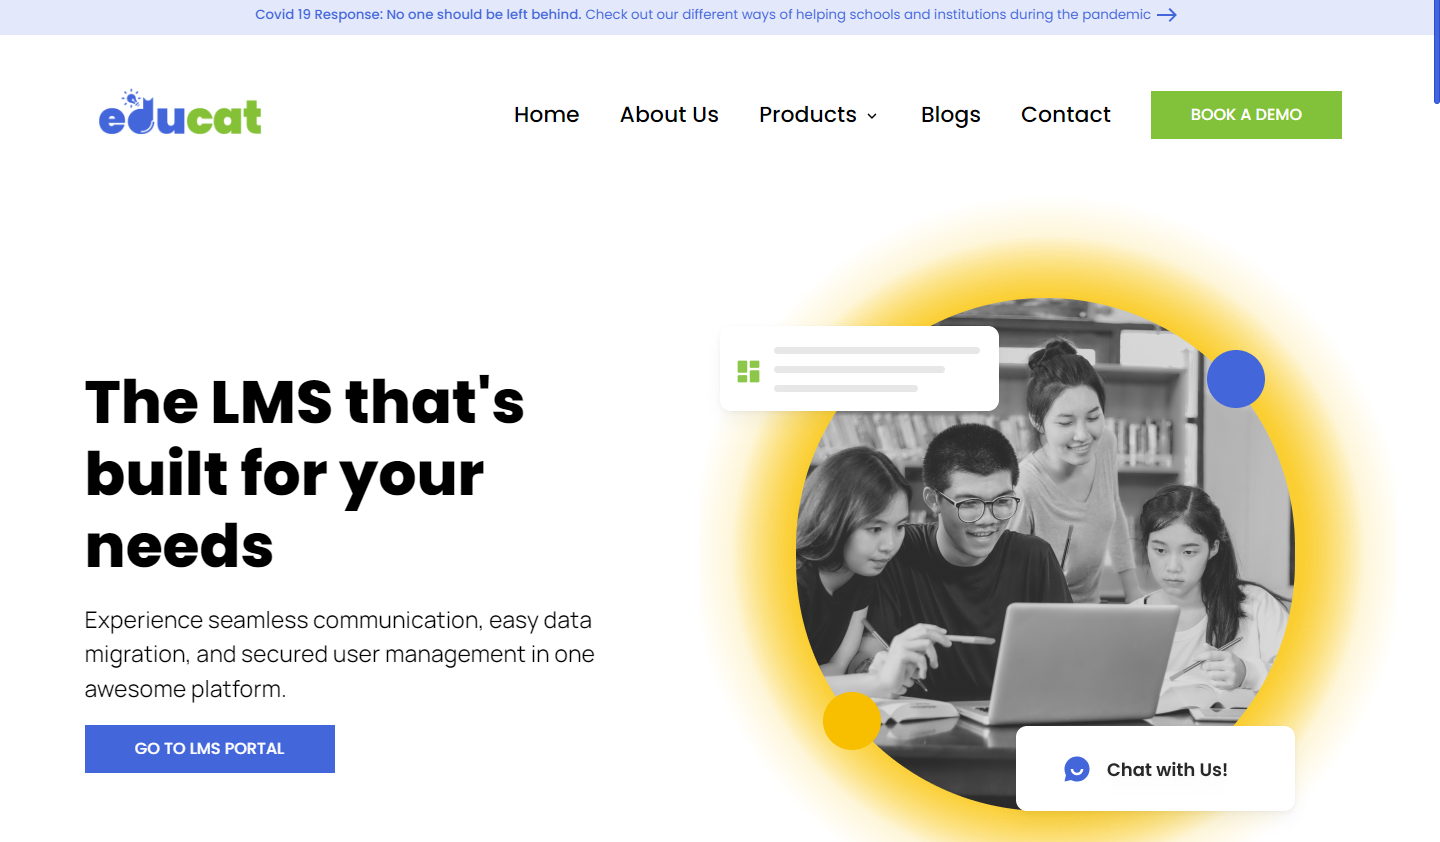 Covid 19 Response: No one should be left behind. Check out our different ways of helping schools and institutions during the pandemic
educat
Home About Us Products Blogs Contact BOOK A DEMO
The LMS that's
built for your
needs
Experience seamless communication, easy data
migration, and secured user management in one
awesome platform.
GO TO LMS PORTAL
Chat with Us!